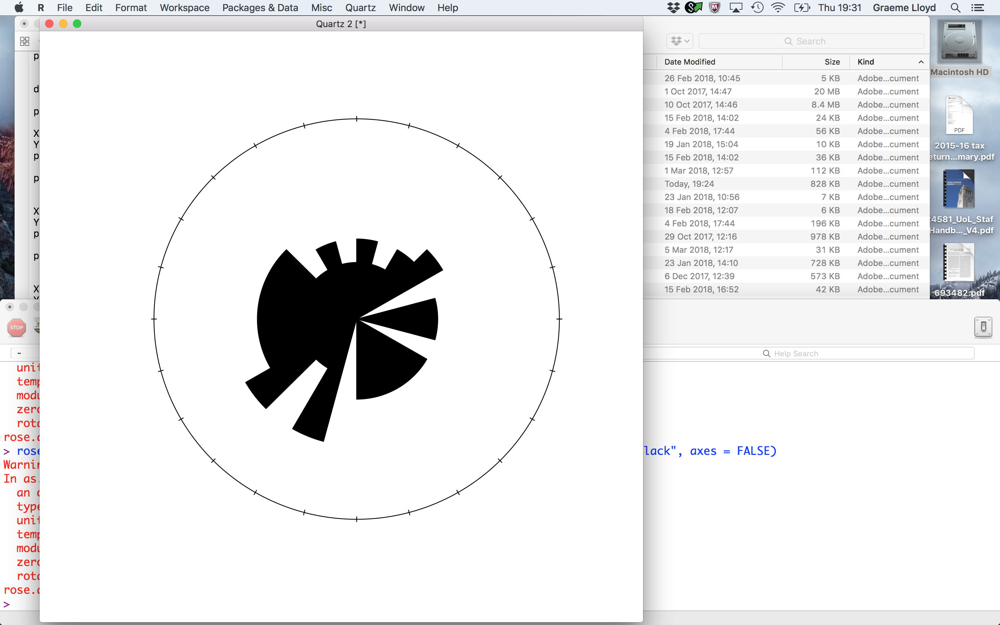 R File Edit Format Workspace Packages & Data Misc Quartz Window Help Thu 19:31 Graeme Lloyd
Quartz 2 [*]
Search
Date Modified Size Kind
26 Feb 2018, 10:45 5 KB Adobe...cument
1 Oct 2017, 14:47 20 MB Adobe...cument
10 Oct 2017, 14:46 8.4 MB Adobe...cument
15 Feb 2018, 14:02 24 KB Adobe...cument
4 Feb 2018, 17:44 56 KB Adobe...cument
19 Jan 2018, 15:04 10 KB Adobe...cument
15 Feb 2018, 14:02 36 KB Adobe...cument
1 Mar 2018, 12:57 112 KB Adobe...cument
Today, 19:24 828 KB Adobe...cument
23 Jan 2018, 10:56 7 KB Adobe...cument
18 Feb 2018, 12:07 6 KB Adobe...cument
4 Feb 2018, 17:44 196 KB Adobe...cument
29 Oct 2017, 12:16 978 KB Adobe...cument
5 Mar 2018, 12:17 31 KB Adobe...cument
23 Jan 2018, 14:10 728 KB Adobe...cument
6 Dec 2017, 12:39 573 KB Adobe...cument
15 Feb 2018, 16:52 42 KB Adobe...cument
Macintosh HD
PDF
2015-16 tax
eturn...mary.pdf
STUDENT EDUCATION
24581_UoL_Staf
Handb..._V4.pdf
693482.pdf
p
d
p
X
Y
p
p
X
Y
p
p
X
Y
STOP
~
Help Search
unit
temp
modu
zero
rota
rose.d
> rose lack", axes = FALSE)
Warnin
In as.
an o
type
unit
temp
modu
zero
rota
rose.d
>